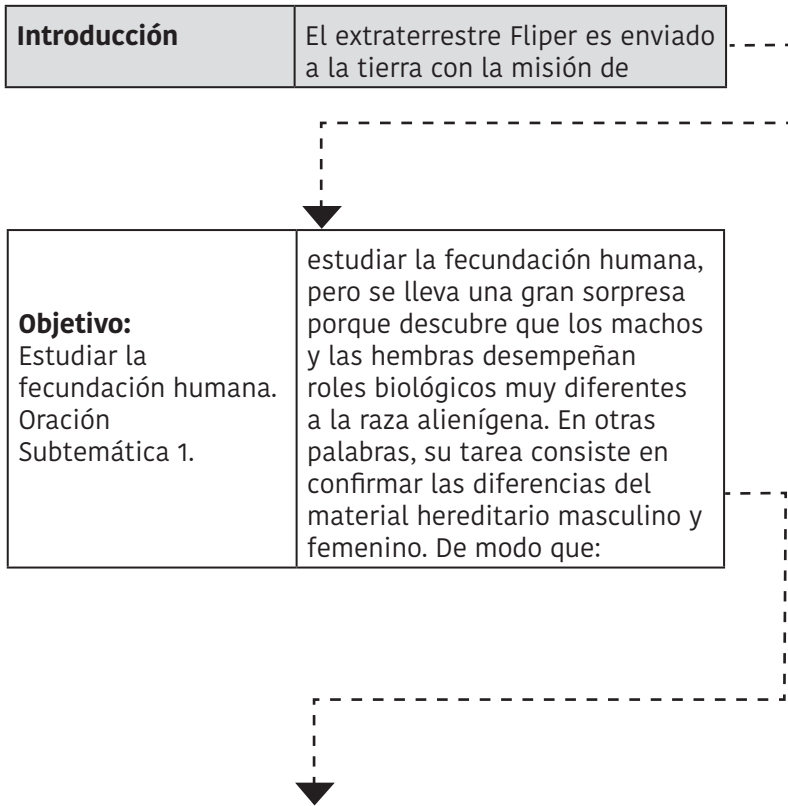 Introducción
El extraterrestre Fliper es enviado
a la tierra con la misión de
Objetivo:
Estudiar la
fecundación humana.
Oración
Subtemática 1.
estudiar la fecundación humana,
pero se lleva una gran sorpresa
porque descubre que los machos
y las hembras desempeñan
roles biológicos muy diferentes
a la raza alienígena. En otras
palabras, su tarea consiste en
confirmar las diferencias del
material hereditario masculino y
femenino. De modo que: